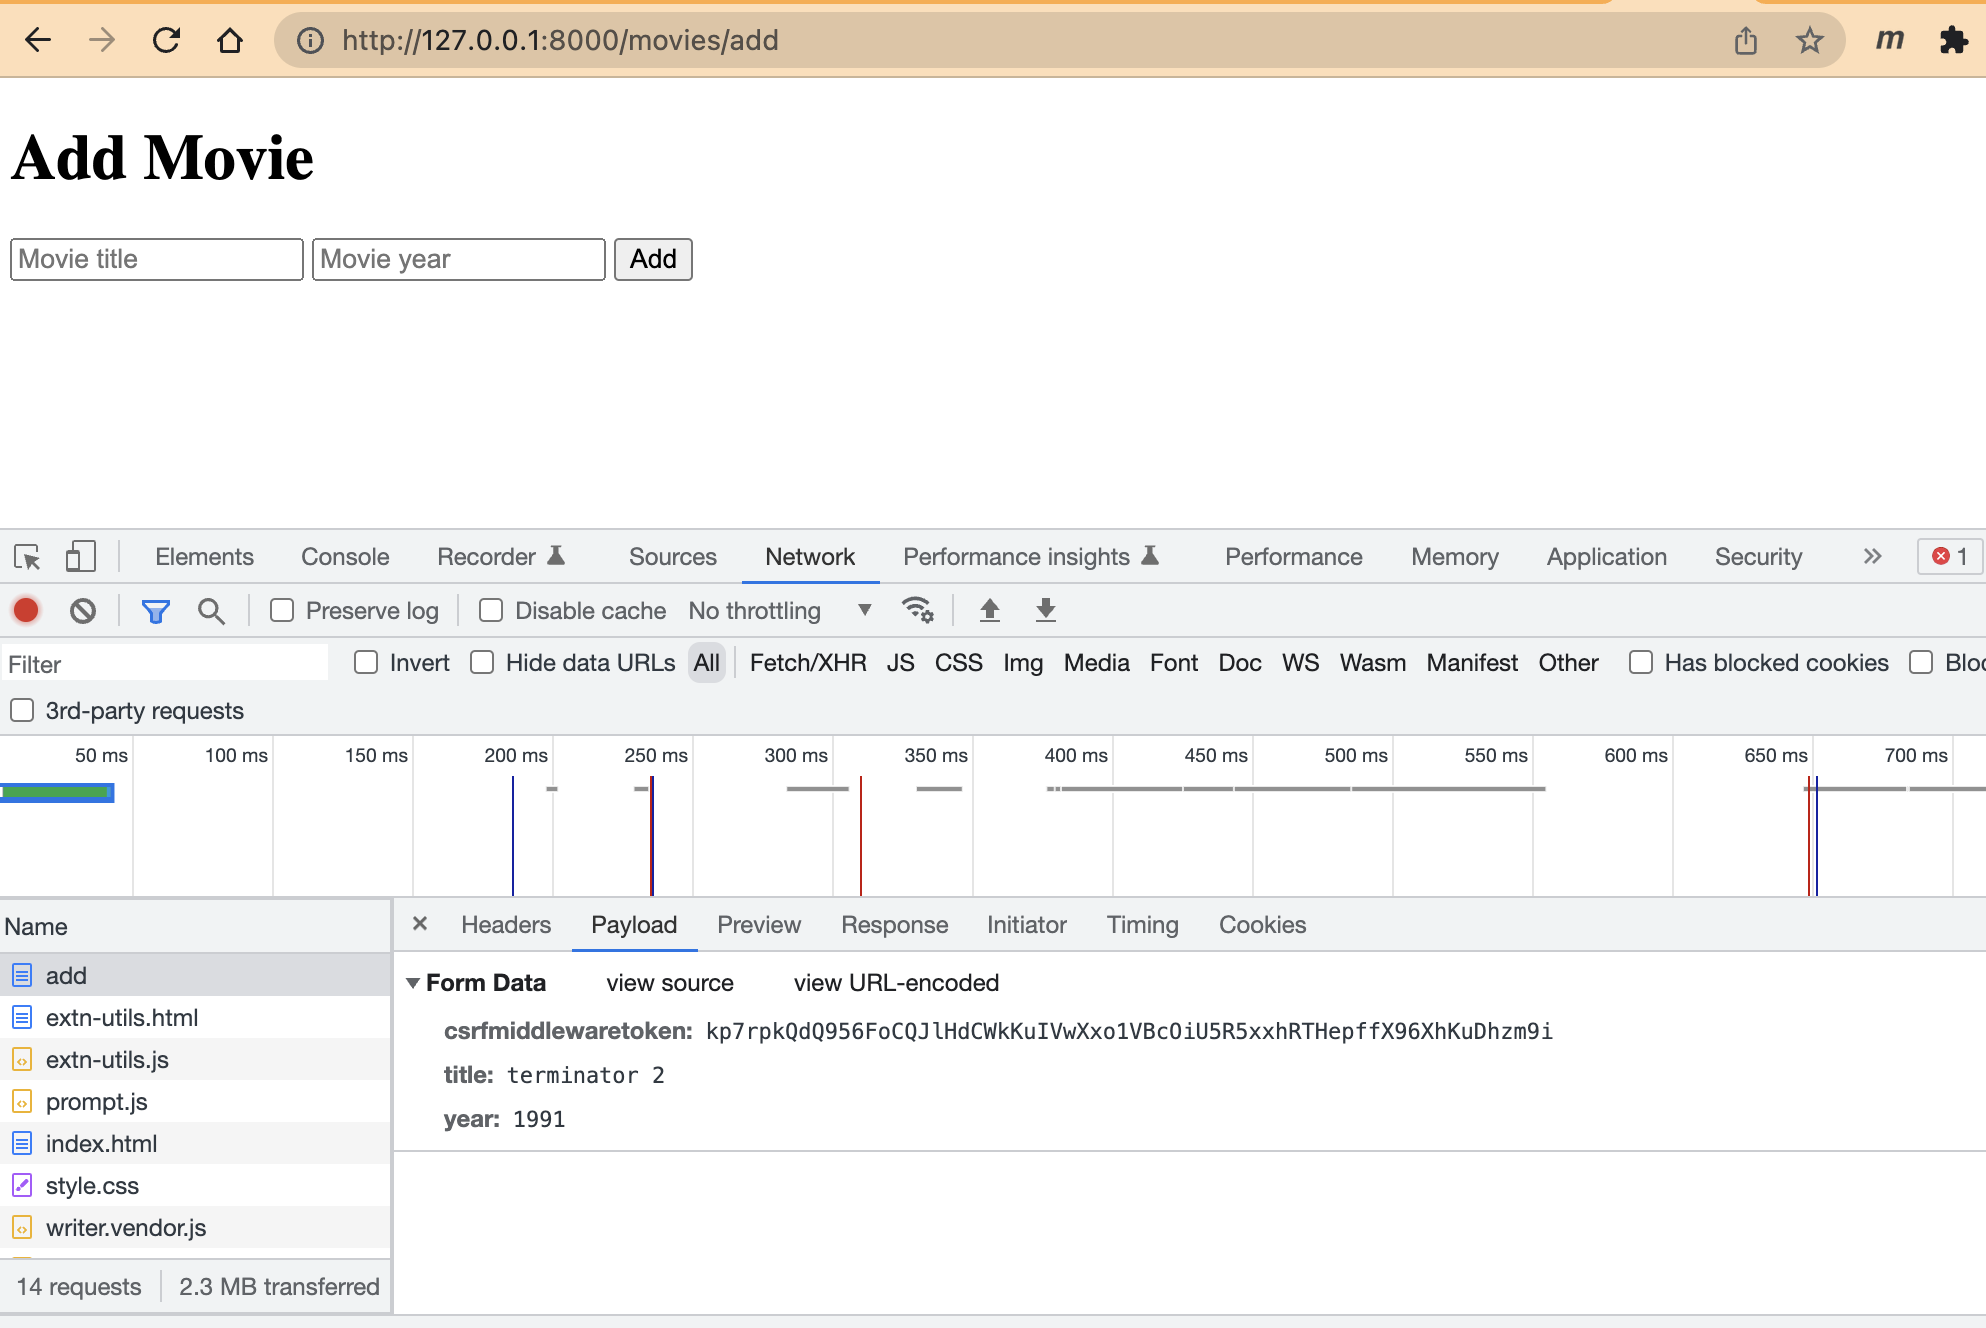 http://127.0.0.1:8000/movies/add
m
Add Movie
Movie title Movie year Add
Elements Console Recorder Sources Network Performance insights Performance Memory Application Security » 1
Preserve log Disable cache No throttling
Filter Invert Hide data URLs All Fetch/XHR JS CSS Img Media Font Doc WS Wasm Manifest Other Has blocked cookies Bloc
3rd-party requests
50 ms 100 ms 150 ms 200 ms 250 ms 300 ms 350 ms 400 ms 450 ms 500 ms 550 ms 600 ms 650 ms 700 ms
Name
× Headers Payload Preview Response Initiator Timing Cookies
add
extn-utils.html
extn-utils.js
prompt.js
index.html
style.css
writer.vendor.js
14 requests 2.3 MB transferred
Form Data view source view URL-encoded
csrfmiddlewaretoken: kp7rpkQdQ956FoCQJlHdCWkKuIVwXxo1VBcOiU5R5xxhRTHepffX96XhKuDhzm9i
title: terminator 2
year: 1991